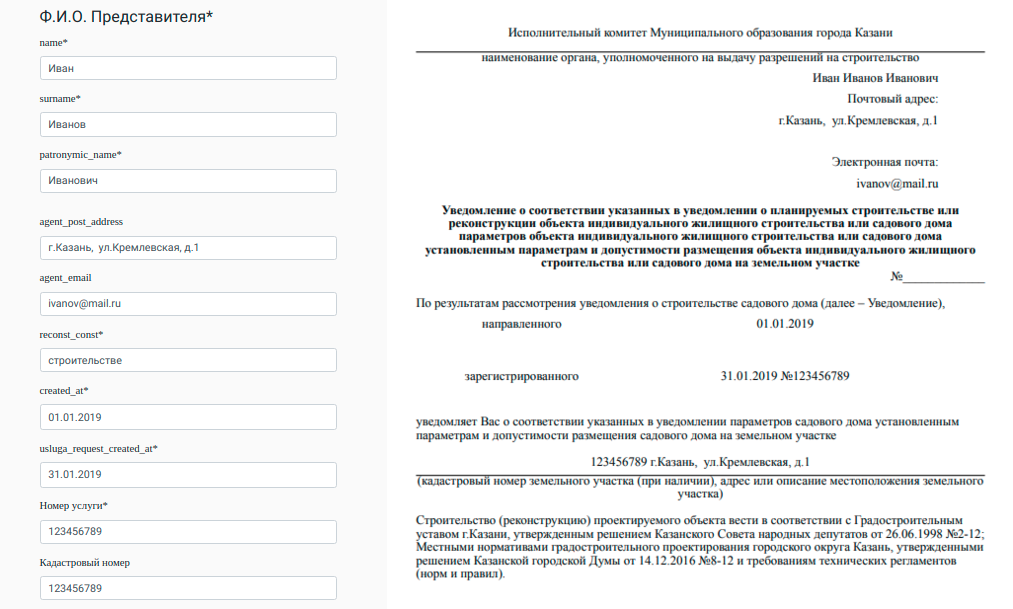 Ф.И.О. Представителя*
name*
Иван
surname*
Иванов
patronymic_name*
Иванович
agent_post_address
г.Казань, ул.Кремлевская, д.1
agent_email
ivanov@mail.ru
reconst_const*
строительстве
created_at*
01.01.2019
usluga_request_created_at*
31.01.2019
Номер услуги*
123456789
Кадастровый номер
123456789
Исполнительный комитет Муниципального образования города Казани
наименование органа, уполномоченного на выдачу разрешений на строительство
Иван Иванов Иванович
Почтовый адрес:
г.Казань, ул.Кремлевская, д.1
Электронная почта:
ivanov@mail.ru
Уведомление о соответствии указанных в уведомлении о планируемых строительстве или
реконструкции объекта индивидуального жилищного строительства или садового дома
параметров объекта индивидуального жилищного строительства или садового дома
установленным параметрам и допустимости размещения объекта индивидуального жилищного
строительства или садового дома на земельном участке
№_____________
По результатам рассмотрения уведомления о строительстве садового дома (далее – Уведомление),
направленного 01.01.2019
зарегистрированного 31.01.2019 №123456789
уведомляет Вас о соответствии указанных в уведомлении параметров садового дома установленным
параметрам и допустимости размещения садового дома на земельном участке
123456789 г.Казань, ул.Кремлевская, д.1
(кадастровый номер земельного участка (при наличии), адрес или описание местоположения земельного
участка)
Строительство (реконструкцию) проектируемого объекта вести в соответствии с Градостроительным
уставом г.Казани, утвержденным решением Казанского Совета народных депутатов от 26.06.1998 №2-12;
Местными нормативами градостроительного проектирования городского округа Казань, утвержденными
решением Казанской городской Думы от 14.12.2016 №8-12 и требованиям технических регламентов
(норм и правил).